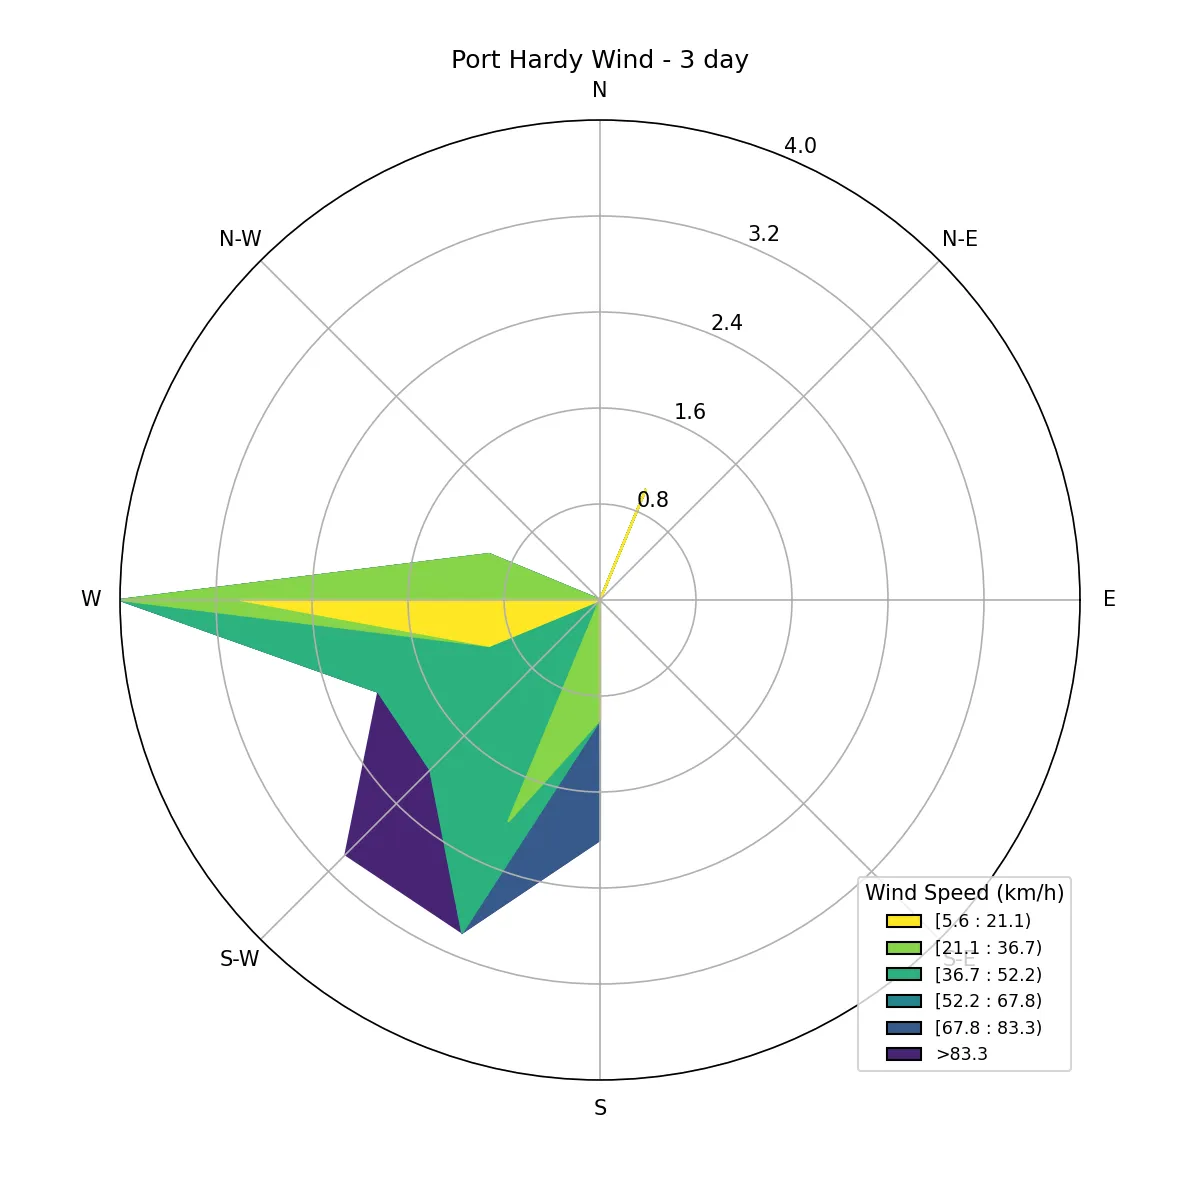 Port Hardy Wind - 3 day
N
4.0
N-W
3.2
N-E
2.4
1.6
0.8
W
E
Wind Speed (km/h)
[5.6 : 21.1)
[21.1 : 36.7)
S-W
S-E
[36.7 : 52.2)
[52.2 : 67.8)
[67.8 : 83.3)
>83.3
S